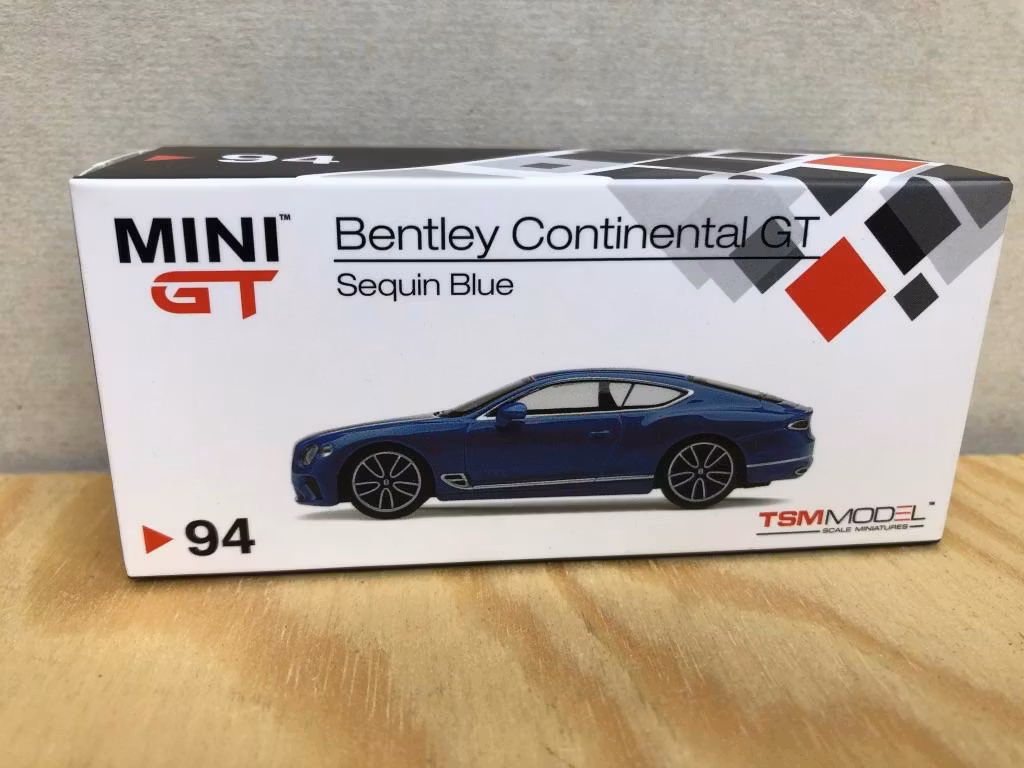 94
MINI™
GT
Bentley Continental GT
Sequin Blue
94
TSMMODEL™
SCALE MINIATURES